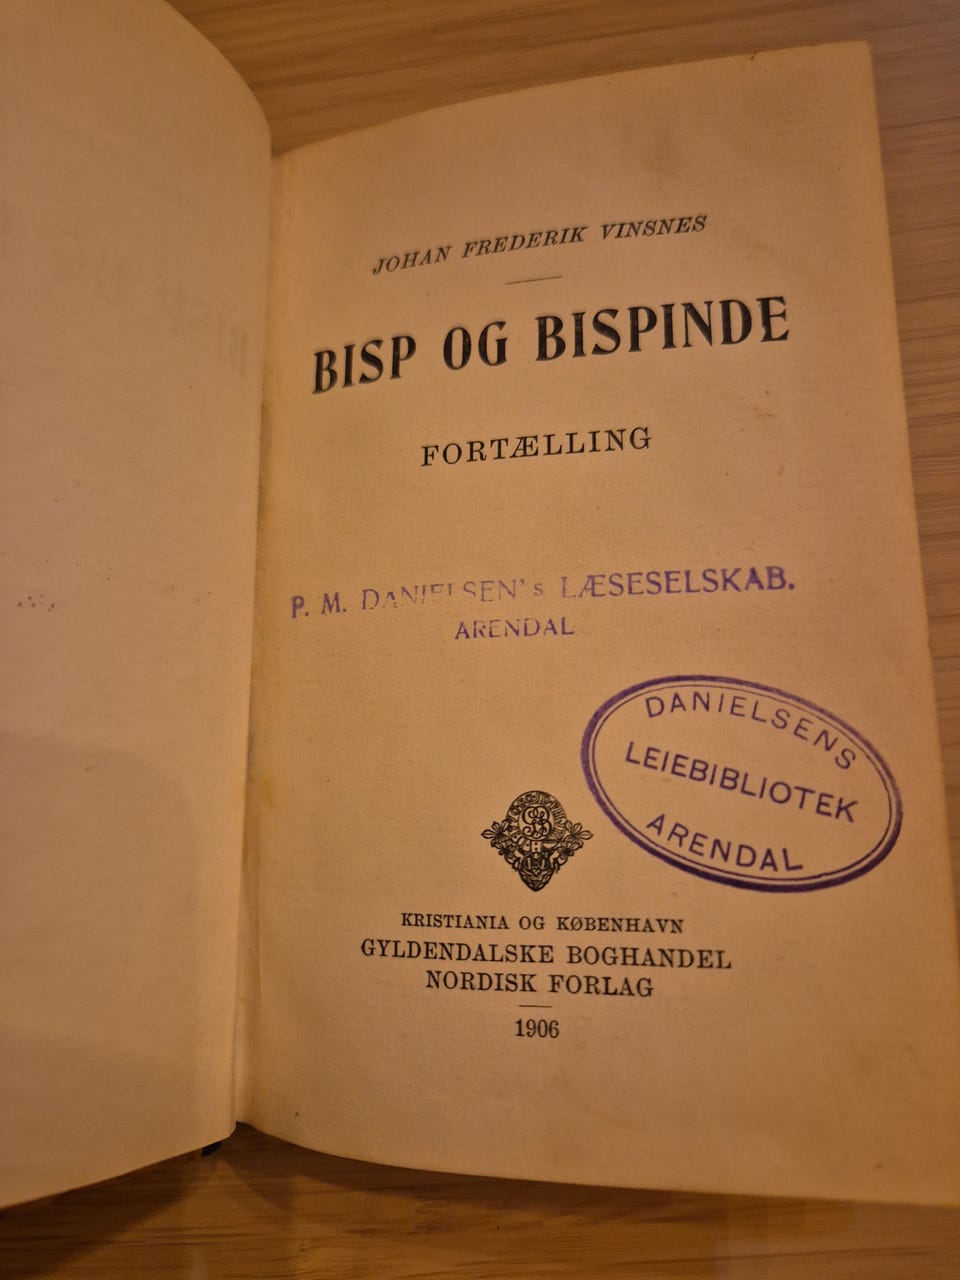 JOHAN FREDERIK VINSNES
BISP OG BISPINDE
FORTÆLLING
P. M. DANIELSEN's LÆSESELSKAB.
ARENDAL
DANIELSENS
LEIEBIBLIOTEK
ARENDAL
KRISTIANIA OG KØBENHAVN
GYLDENDALSKE BOGHANDEL
NORDISK FORLAG
1906